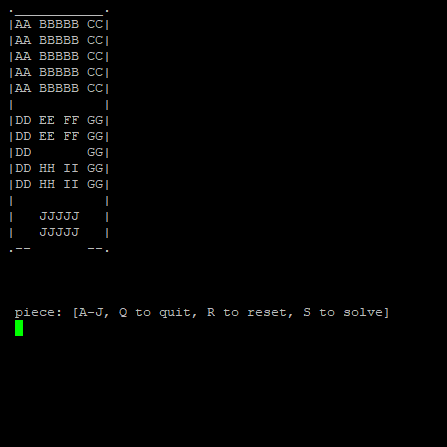 .___________.
|AA BBBBB CC|
|AA BBBBB CC|
|AA BBBBB CC|
|AA BBBBB CC|
|AA BBBBB CC|
|           |
|DD EE FF GG|
|DD EE FF GG|
|DD       GG|
|DD HH II GG|
|DD HH II GG|
|           |
|   JJJJJ   |
|   JJJJJ   |
.--       --.
piece: [A-J, Q to quit, R to reset, S to solve]